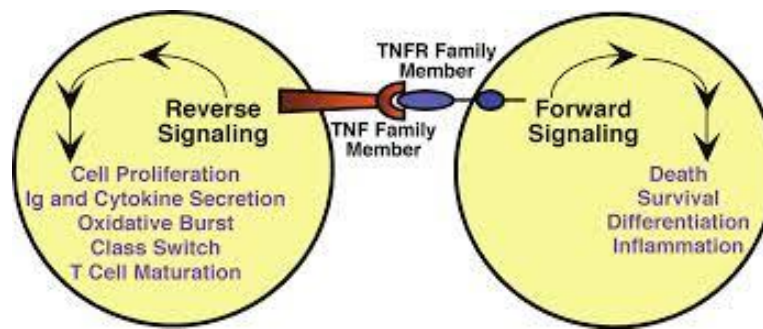 TNFR Family
Member
Reverse
Signaling
TNF Family
Member
Forward
Signaling
Cell Proliferation
Ig and Cytokine Secretion
Oxidative Burst
Class Switch
T Cell Maturation
Death
Survival
Differentiation
Inflammation